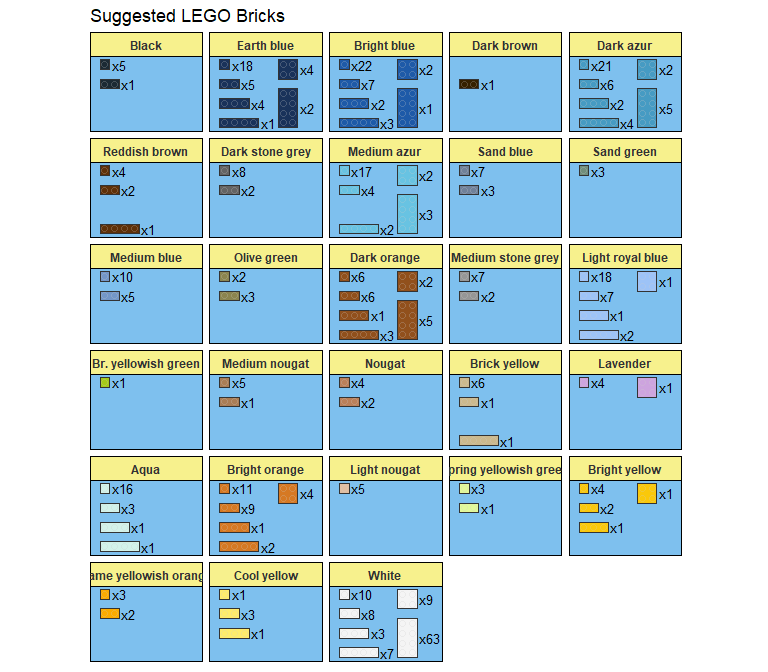 Suggested LEGO Bricks
Black
x5
x1
Earth blue
x18
x5
x4
x1
x4
x2
Bright blue
x22
x7
x2
x3
x2
x1
Dark brown
x1
Dark azur
x21
x6
x2
x4
x2
x5
Reddish brown
x4
x2
x1
Dark stone grey
x8
x2
Medium azur
x17
x4
x2
x2
x3
Sand blue
x7
x3
Sand green
x3
Medium blue
x10
x5
Olive green
x2
x3
Dark orange
x6
x6
x1
x3
x2
x5
Medium stone grey
x7
x2
Light royal blue
x18
x7
x1
x2
x1
Br. yellowish green
x1
Medium nougat
x5
x1
Nougat
x4
x2
Brick yellow
x6
x1
x1
Lavender
x4
x1
Aqua
x16
x3
x1
x1
Bright orange
x11
x9
x1
x2
x4
Light nougat
x5
pring yellowish gree
x3
x1
Bright yellow
x4
x2
x1
x1
ame yellowish orang
x3
x2
Cool yellow
x1
x3
x1
White
x10
x8
x3
x7
x9
x63